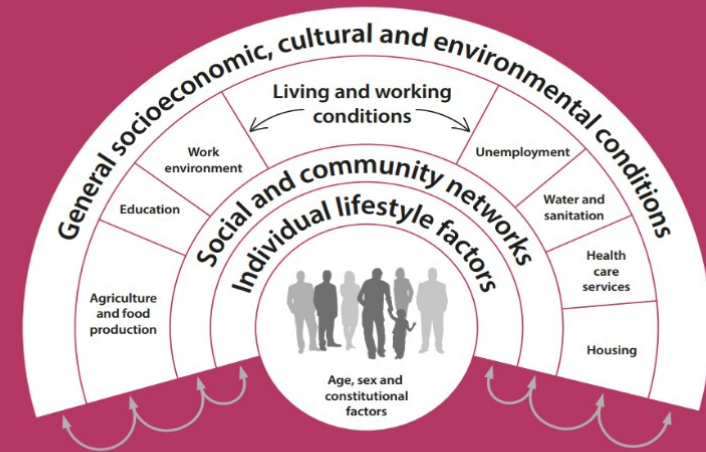 General socioeconomic, cultural and environmental conditions
Living and working
conditions
Work
environment
Unemployment
Education
Water and
sanitation
Agriculture
and food
production
Health
care
services
Housing
Social and community networks
Individual lifestyle factors
Age, sex and
constitutional
factors